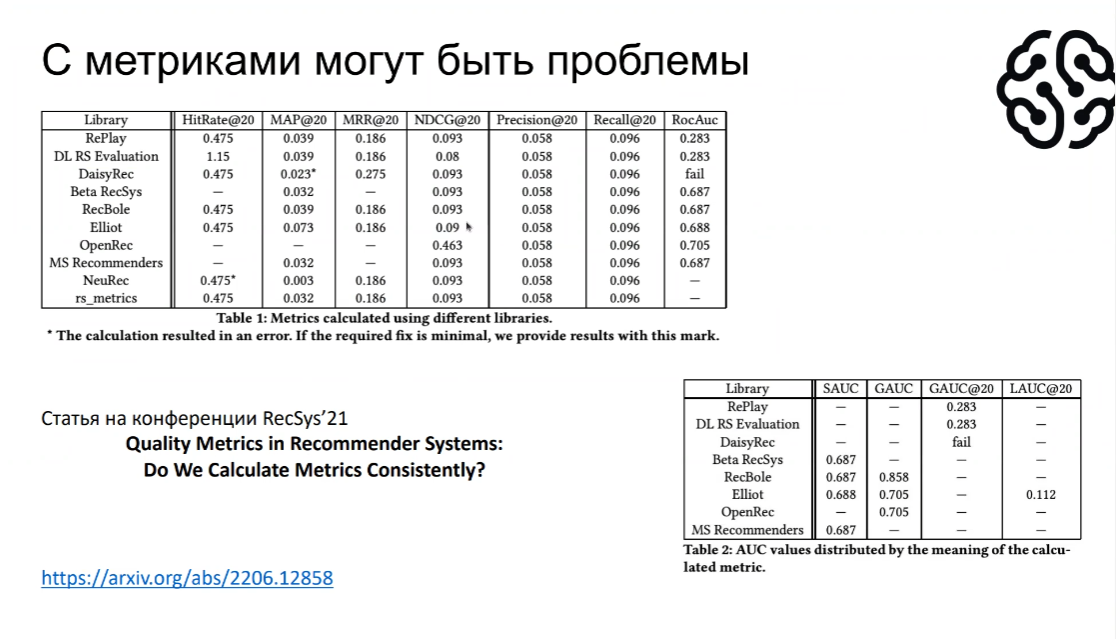 С метриками могут быть проблемы
Library HitRate@20 MAP@20 MRR@20 NDCG@20 Precision@20 Recall@20 RocAuc
RePlay 0.475 0.039 0.186 0.093 0.058 0.096 0.283
DL RS Evaluation 1.15 0.039 0.186 0.08 0.058 0.096 0.283
DaisyRec 0.475 0.023* 0.275 0.093 0.058 0.096 fail
Beta RecSys — 0.032 — 0.093 0.058 0.096 0.687
RecBole 0.475 0.039 0.186 0.093 0.058 0.096 0.687
Elliot 0.475 0.073 0.186 0.09 0.058 0.096 0.688
OpenRec — — — 0.463 0.058 0.096 0.705
MS Recommenders — 0.032 — 0.093 0.058 0.096 0.687
NeuRec 0.475* 0.003 0.186 0.093 0.058 0.096 —
rs_metrics 0.475 0.032 0.186 0.093 0.058 0.096 —
Table 1: Metrics calculated using different libraries.
* The calculation resulted in an error. If the required fix is minimal, we provide results with this mark.
Статья на конференции RecSys’21
Quality Metrics in Recommender Systems:
Do We Calculate Metrics Consistently?
https://arxiv.org/abs/2206.12858
Library SAUC GAUC GAUC@20 LAUC@20
RePlay — — 0.283 —
DL RS Evaluation — — 0.283 —
DaisyRec — — fail —
Beta RecSys 0.687 — — —
RecBole 0.687 0.858 — —
Elliot 0.688 0.705 — 0.112
OpenRec — 0.705 — —
MS Recommenders 0.687 — — —
Table 2: AUC values distributed by the meaning of the calcu-
lated metric.